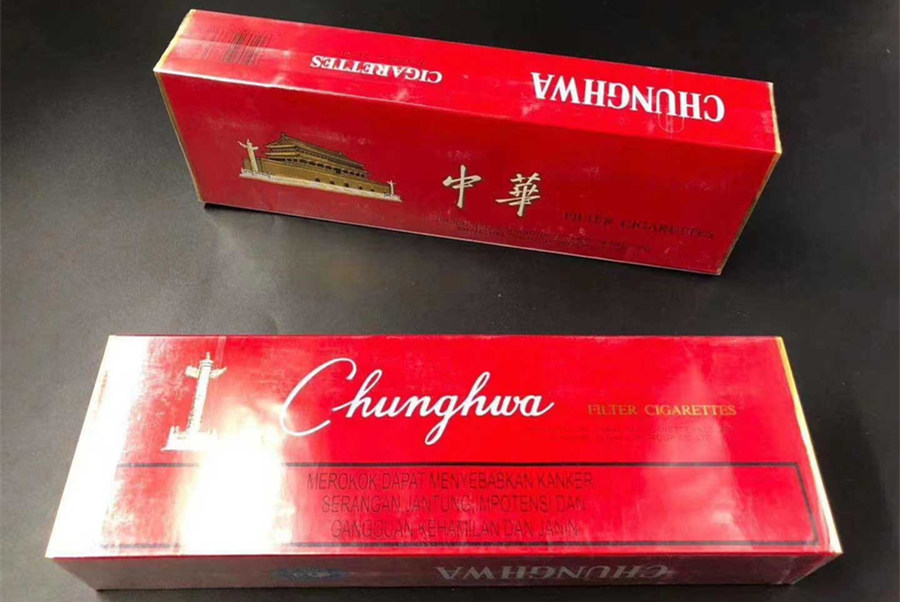 CHUNGHWA
CIGARETTES
中華
FILTER CIGARETTES
Chunghwa
FILTER CIGARETTES
MEROKOK DAPAT MENYEBABKAN KANKER
SERANGAN JANTUNG, IMPOTENSI DAN
GANGGUAN KEHAMILAN DAN JANIN
CHUNGHWA